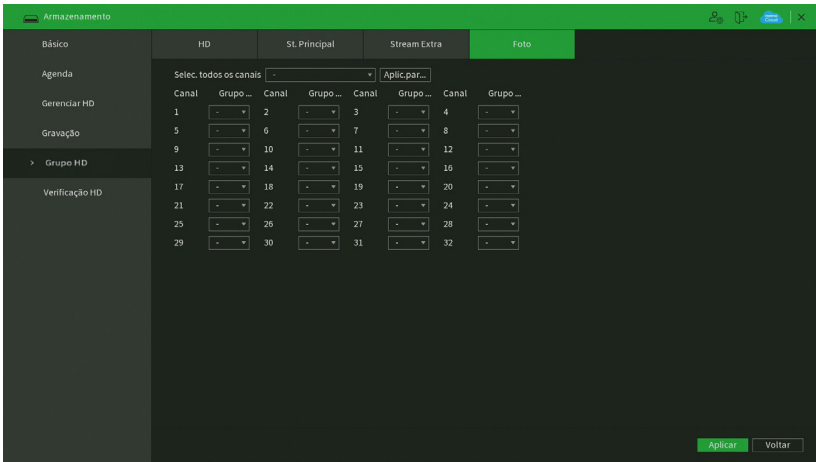 Armazenamento
Básico
Agenda
Gerenciar HD
Gravação
> Grupo HD
Verificação HD
HD St. Principal Stream Extra Foto
Selec. todos os canais - Aplic.par...
Canal Grupo ... Canal Grupo ... Canal Grupo ... Canal Grupo ...
1 - 2 - 3 - 4 -
5 - 6 - 7 - 8 -
9 - 10 - 11 - 12 -
13 - 14 - 15 - 16 -
17 - 18 - 19 - 20 -
21 - 22 - 23 - 24 -
25 - 26 - 27 - 28 -
29 - 30 - 31 - 32 -
Aplicar Voltar